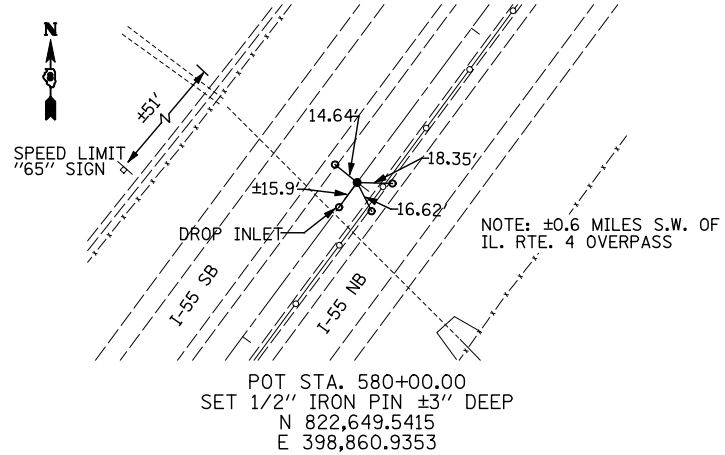 N
±51'
14.64'
SPEED LIMIT
"65" SIGN
18.35'
±15.9'
16.62'
DROP INLET
NOTE: ±0.6 MILES S.W. OF
IL. RTE. 4 OVERPASS
I-55 SB
I-55 NB
POT STA. 580+00.00
SET 1/2" IRON PIN ±3" DEEP
N 822,649.5415
E 398,860.9353